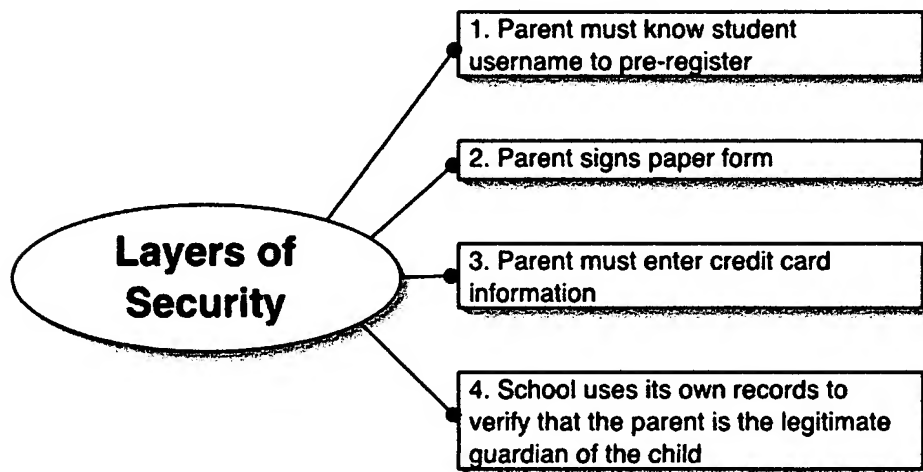 1. Parent must know student
username to pre-register
2. Parent signs paper form
Layers of
Security
3. Parent must enter credit card
information
4. School uses its own records to
verify that the parent is the legitimate
guardian of the child